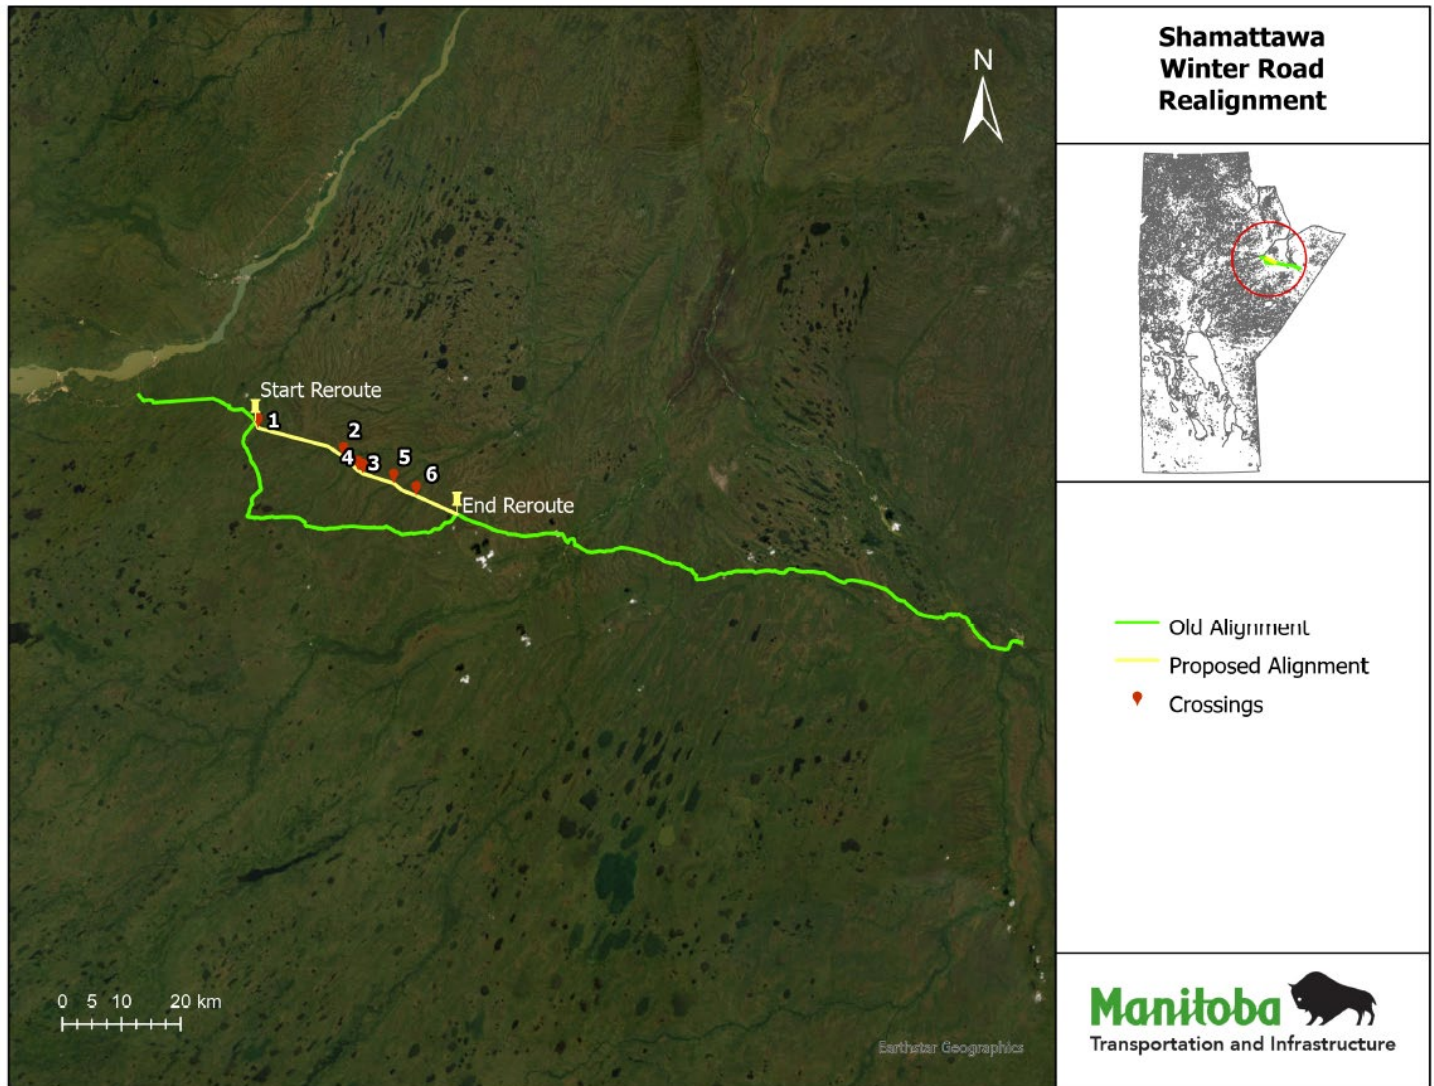 Shamattawa
Winter Road
Realignment
N
Start Reroute
1
2
4 3
5
6
End Reroute
Old Alignment
Proposed Alignment
Crossings
0 5 10 20 km
Earthstar Geographics
Manitoba
Transportation and Infrastructure